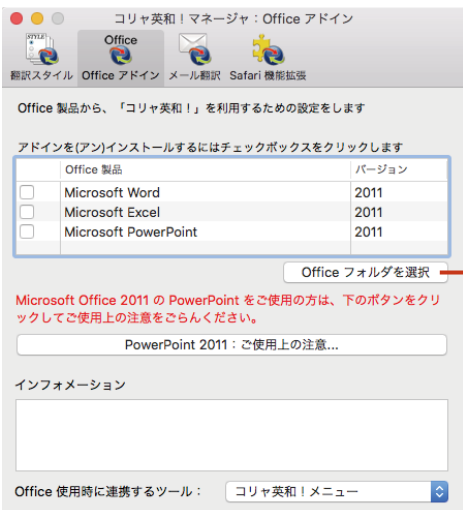 コリャ英和！マネージャ：Office アドイン
STYLE
Office
翻訳スタイル Office アドイン メール翻訳 Safari 機能拡張
Office 製品から、「コリャ英和！」を利用するための設定をします
アドインを(アン)インストールするにはチェックボックスをクリックします
Office 製品 バージョン
Microsoft Word 2011
Microsoft Excel 2011
Microsoft PowerPoint 2011
Office フォルダを選択
Microsoft Office 2011 の PowerPoint をご使用の方は、下のボタンをクリ
ックしてご使用上の注意をごらんください。
PowerPoint 2011：ご使用上の注意...
インフォメーション
Office 使用時に連携するツール： コリャ英和！メニュー